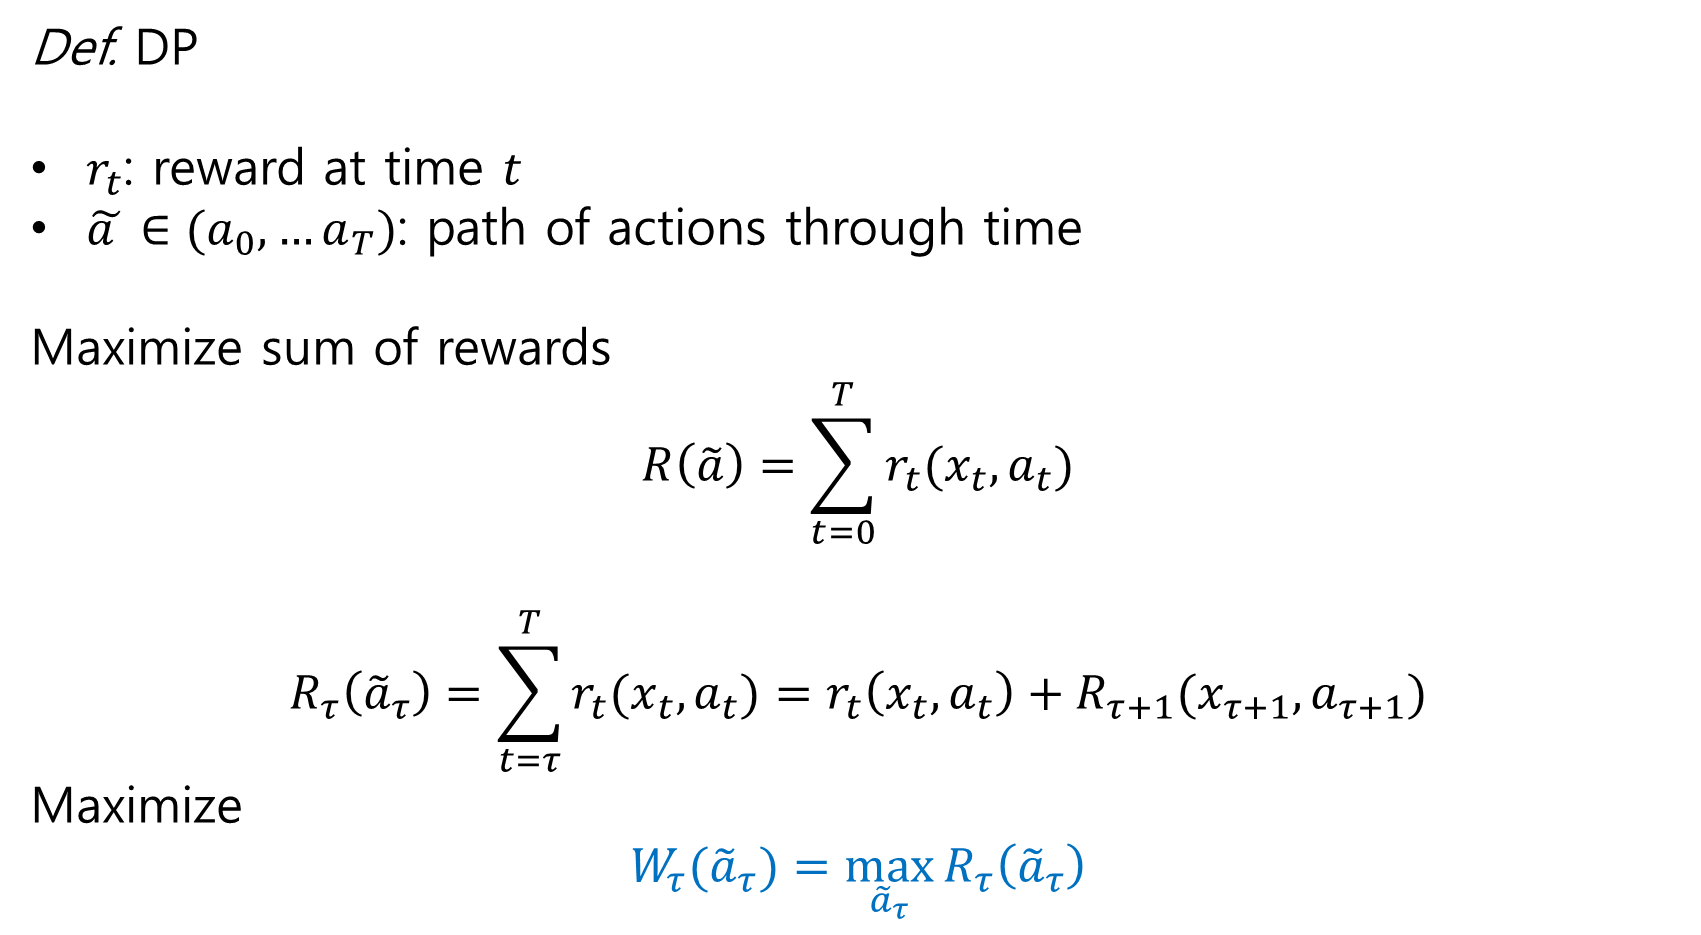 Def. DP
• r_t: reward at time t
• ã ∈ (a_0, … a_T): path of actions through time
Maximize sum of rewards
R(ã) = ∑_{t=0}^{T} r_t(x_t, a_t)
R_τ(ã_τ) = ∑_{t=τ}^{T} r_t(x_t, a_t) = r_t(x_t, a_t) + R_{τ+1}(x_{τ+1}, a_{τ+1})
Maximize
W_τ(ã_τ) = max_{ã_τ} R_τ(ã_τ)